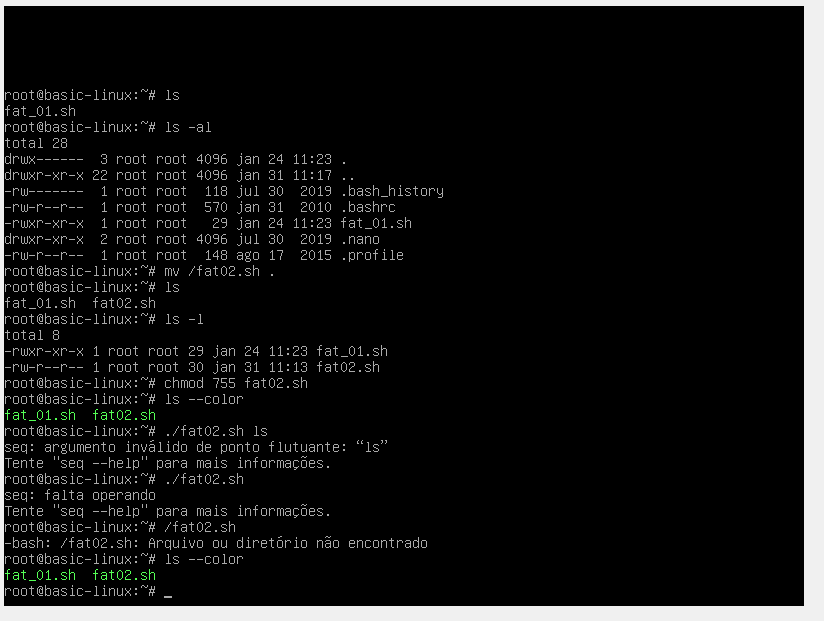 root@basic-linux:~# ls
fat_01.sh
root@basic-linux:~# ls -al
total 28
drwx------  3 root root 4096 jan 24 11:23 .
drwxr-xr-x 22 root root 4096 jan 31 11:17 ..
-rw-------  1 root root  118 jul 30  2019 .bash_history
-rw-r--r--  1 root root  570 jan 31  2010 .bashrc
-rwxr-xr-x  1 root root   29 jan 24 11:23 fat_01.sh
drwxr-xr-x  2 root root 4096 jul 30  2019 .nano
-rw-r--r--  1 root root  148 ago 17  2015 .profile
root@basic-linux:~# mv /fat02.sh .
root@basic-linux:~# ls
fat_01.sh  fat02.sh
root@basic-linux:~# ls -l
total 8
-rwxr-xr-x 1 root root 29 jan 24 11:23 fat_01.sh
-rw-r--r-- 1 root root 30 jan 31 11:13 fat02.sh
root@basic-linux:~# chmod 755 fat02.sh
root@basic-linux:~# ls --color
fat_01.sh  fat02.sh
root@basic-linux:~# ./fat02.sh ls
seq: argumento inválido de ponto flutuante: “ls”
Tente "seq --help" para mais informações.
root@basic-linux:~# ./fat02.sh
seq: falta operando
Tente "seq --help" para mais informações.
root@basic-linux:~# /fat02.sh
-bash: /fat02.sh: Arquivo ou diretório não encontrado
root@basic-linux:~# ls --color
fat_01.sh  fat02.sh
root@basic-linux:~# _